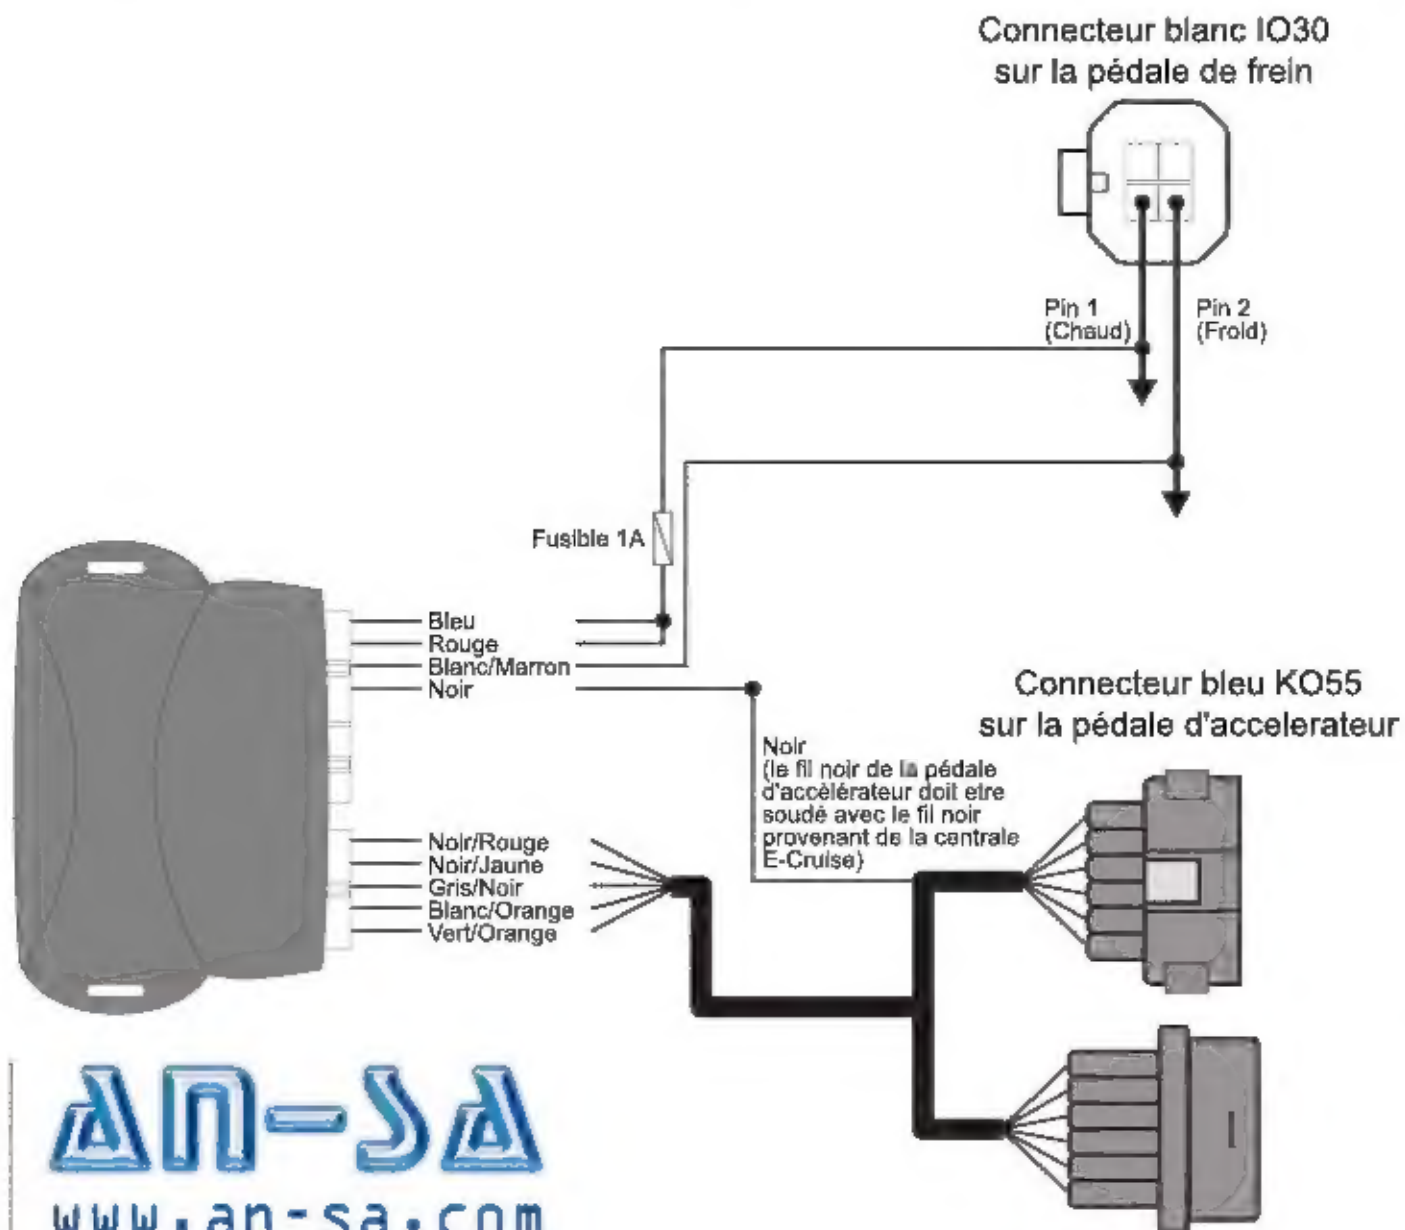 Connecteur blanc IO30
sur la pédale de frein
Pin 1
(Chaud)
Pin 2
(Froid)
Fusible 1A
Bleu
Rouge
Blanc/Marron
Noir
Connecteur bleu KO55
sur la pédale d'accelerateur
Noir
(le fil noir de la pédale
d'accélérateur doit etre
soudé avec le fil noir
provenant de la centrale
E-Cruise)
Noir/Rouge
Noir/Jaune
Gris/Noir
Blanc/Orange
Vert/Orange
AN-SA
www.an-sa.com